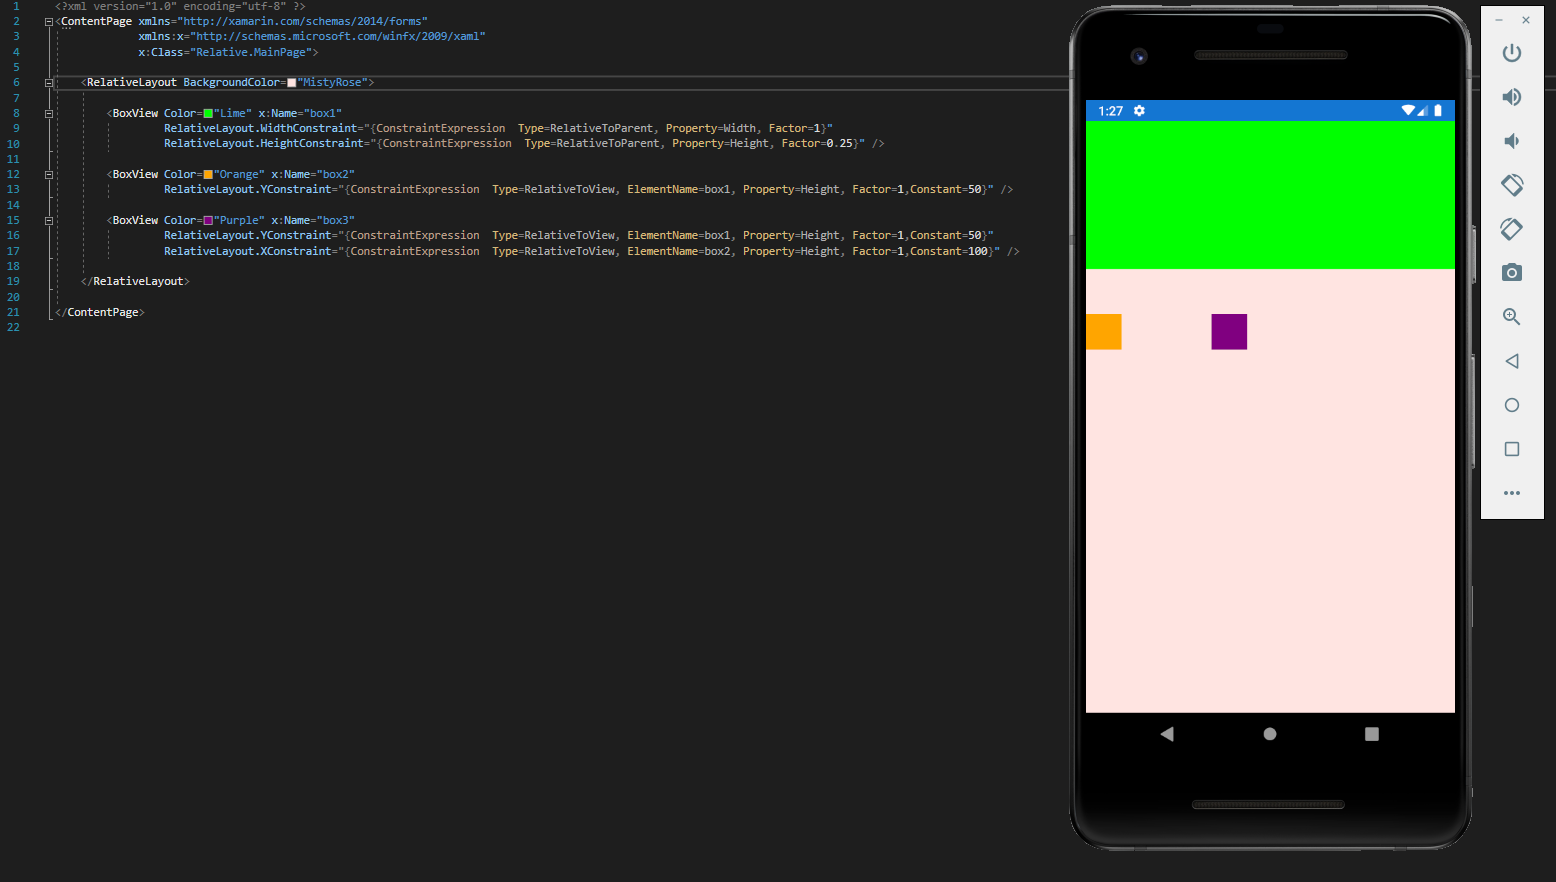 1 <?xml version="1.0" encoding="utf-8" ?>
2 <ContentPage xmlns="http://xamarin.com/schemas/2014/forms"
3 xmlns:x="http://schemas.microsoft.com/winfx/2009/xaml"
4 x:Class="Relative.MainPage">
5
6 <RelativeLayout BackgroundColor="MistyRose">
7
8 <BoxView Color="Lime" x:Name="box1"
9 RelativeLayout.WidthConstraint="{ConstraintExpression  Type=RelativeToParent, Property=Width, Factor=1}"
10 RelativeLayout.HeightConstraint="{ConstraintExpression  Type=RelativeToParent, Property=Height, Factor=0.25}" />
11
12 <BoxView Color="Orange" x:Name="box2"
13 RelativeLayout.YConstraint="{ConstraintExpression  Type=RelativeToView, ElementName=box1, Property=Height, Factor=1,Constant=50}" />
14
15 <BoxView Color="Purple" x:Name="box3"
16 RelativeLayout.YConstraint="{ConstraintExpression  Type=RelativeToView, ElementName=box1, Property=Height, Factor=1,Constant=50}"
17 RelativeLayout.XConstraint="{ConstraintExpression  Type=RelativeToView, ElementName=box2, Property=Height, Factor=1,Constant=100}" />
18
19 </RelativeLayout>
20
21 </ContentPage>
22
1:27